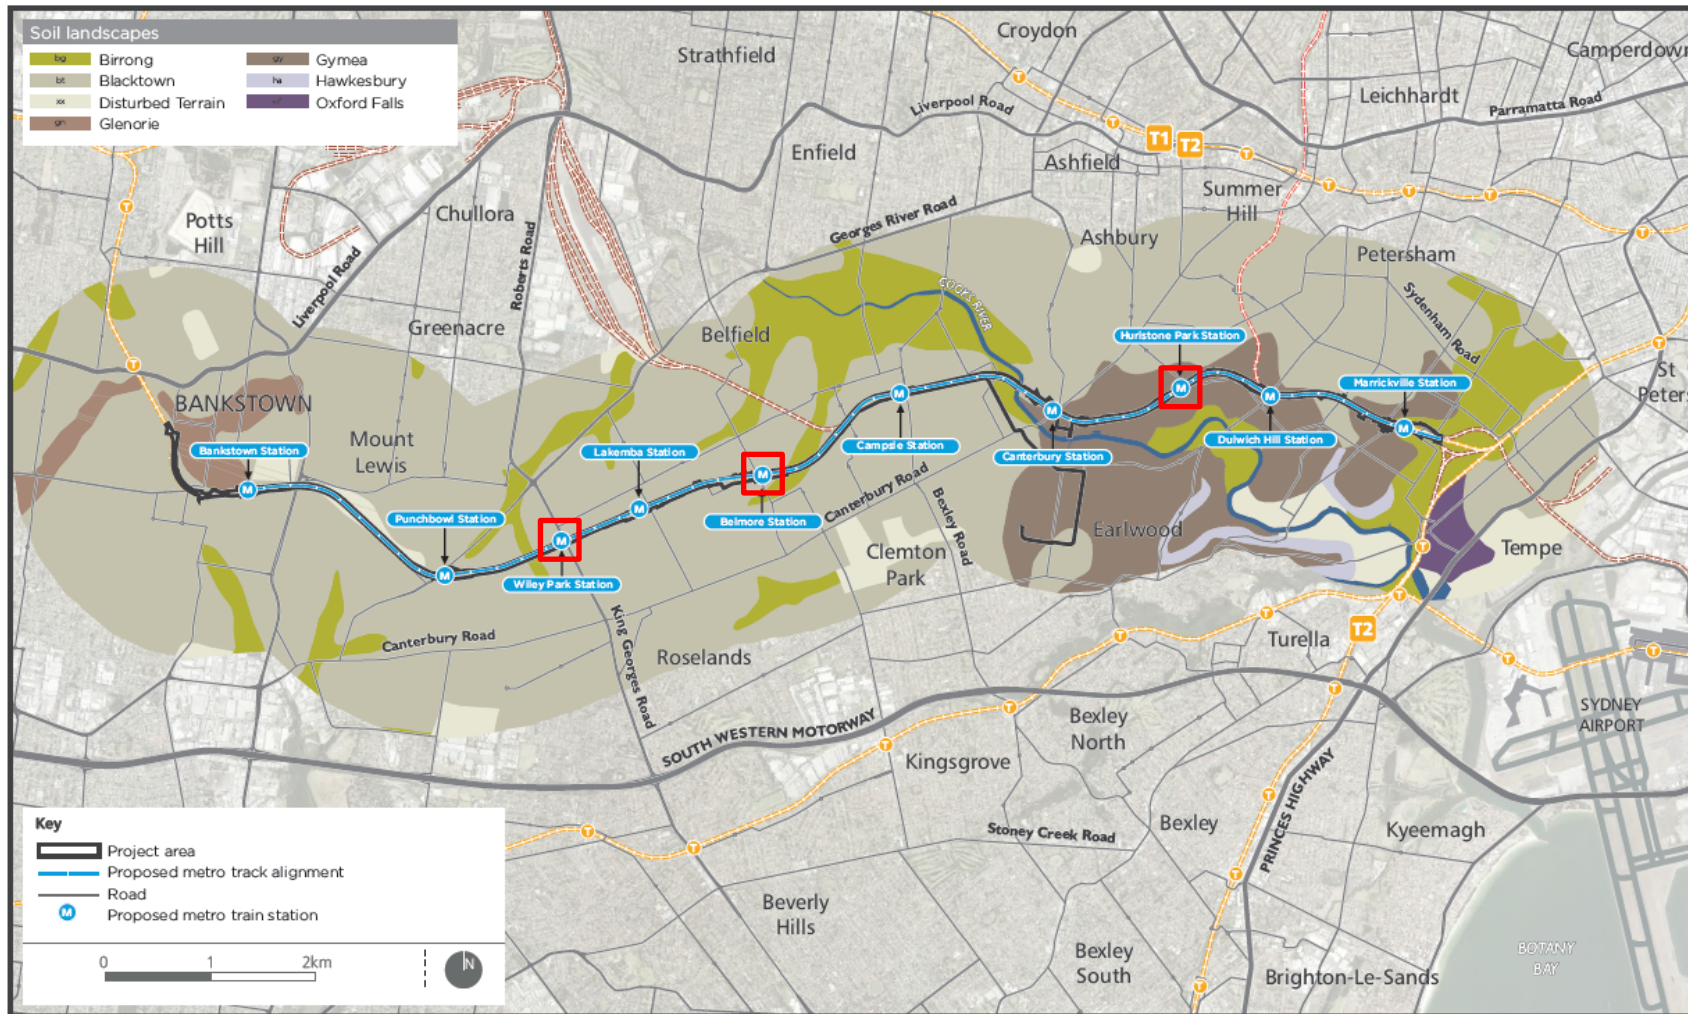 Soil landscapes
bg Birrong
bt Blacktown
xx Disturbed Terrain
gn Glenorie
gy Gymea
ha Hawkesbury
Oxford Falls
Strathfield
Croydon
Camperdown
Leichhardt
Parramatta Road
Liverpool Road
Enfield
Ashfield
T1
T2
Summer
Hill
Potts
Hill
Chullora
Roberts Road
Georges River Road
Ashbury
Petersham
Liverpool Road
Greenacre
Belfield
COOKS RIVER
Sydenham Road
Hurlstone Park Station
St
Peters
BANKSTOWN
Marrickville Station
Mount
Lewis
Bankstown Station
Lakemba Station
Campsie Station
Canterbury Station
Dulwich Hill Station
Punchbowl Station
Belmore Station
Canterbury Road
Bexley Road
Earlwood
Clemton
Park
Tempe
Wiley Park Station
Canterbury Road
King Georges Road
Roselands
T2
Turella
SOUTH WESTERN MOTORWAY
Bexley
North
SYDNEY
AIRPORT
Kingsgrove
PRINCES HIGHWAY
Stoney Creek Road
Bexley
Kyeemagh
Beverly
Hills
Bexley
South
Brighton-Le-Sands
BOTANY
BAY
Key
Project area
Proposed metro track alignment
Road
M Proposed metro train station
0 1 2km
N